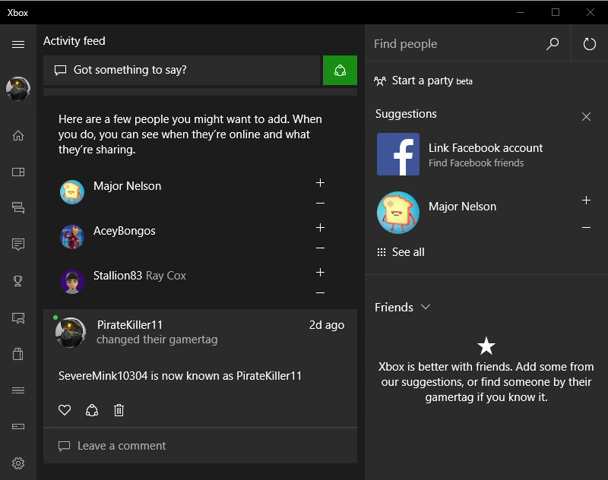 Xbox
Activity feed
Got something to say?
Here are a few people you might want to add. When
you do, you can see when they're online and what
they're sharing.
Major Nelson
AceyBongos
Stallion83 Ray Cox
PirateKiller11
2d ago
changed their gamertag
SevereMink10304 is now known as PirateKiller11
Leave a comment
Find people
Start a party beta
Suggestions
Link Facebook account
Find Facebook friends
Major Nelson
See all
Friends
Xbox is better with friends. Add some from
our suggestions, or find someone by their
gamertag if you know it.